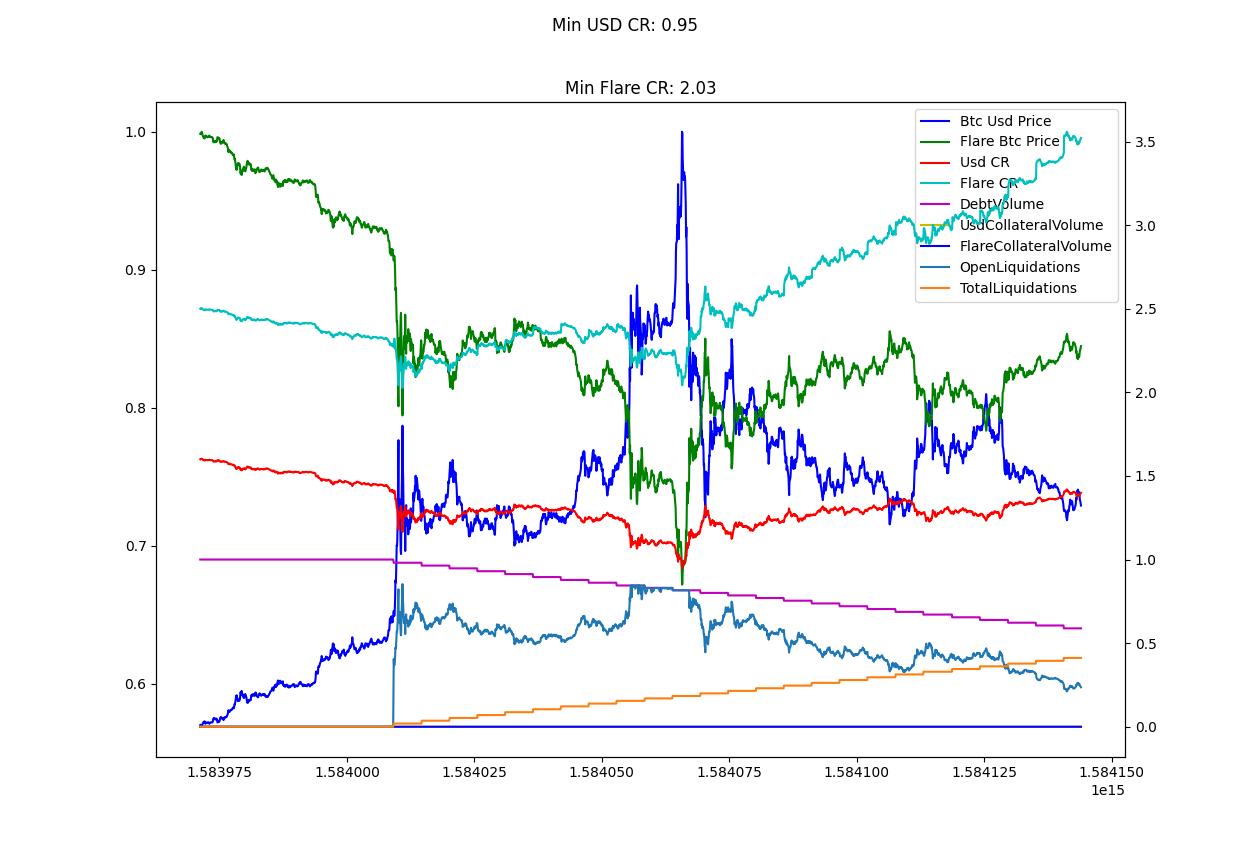 Min USD CR: 0.95
Min Flare CR: 2.03
1.0
0.9
0.8
0.7
0.6
3.5
3.0
2.5
2.0
1.5
1.0
0.5
0.0
Btc Usd Price
Flare Btc Price
Usd CR
Flare CR
DebtVolume
UsdCollateralVolume
FlareCollateralVolume
OpenLiquidations
TotalLiquidations
1.583975 1.584000 1.584025 1.584050 1.584075 1.584100 1.584125 1.584150
1e15